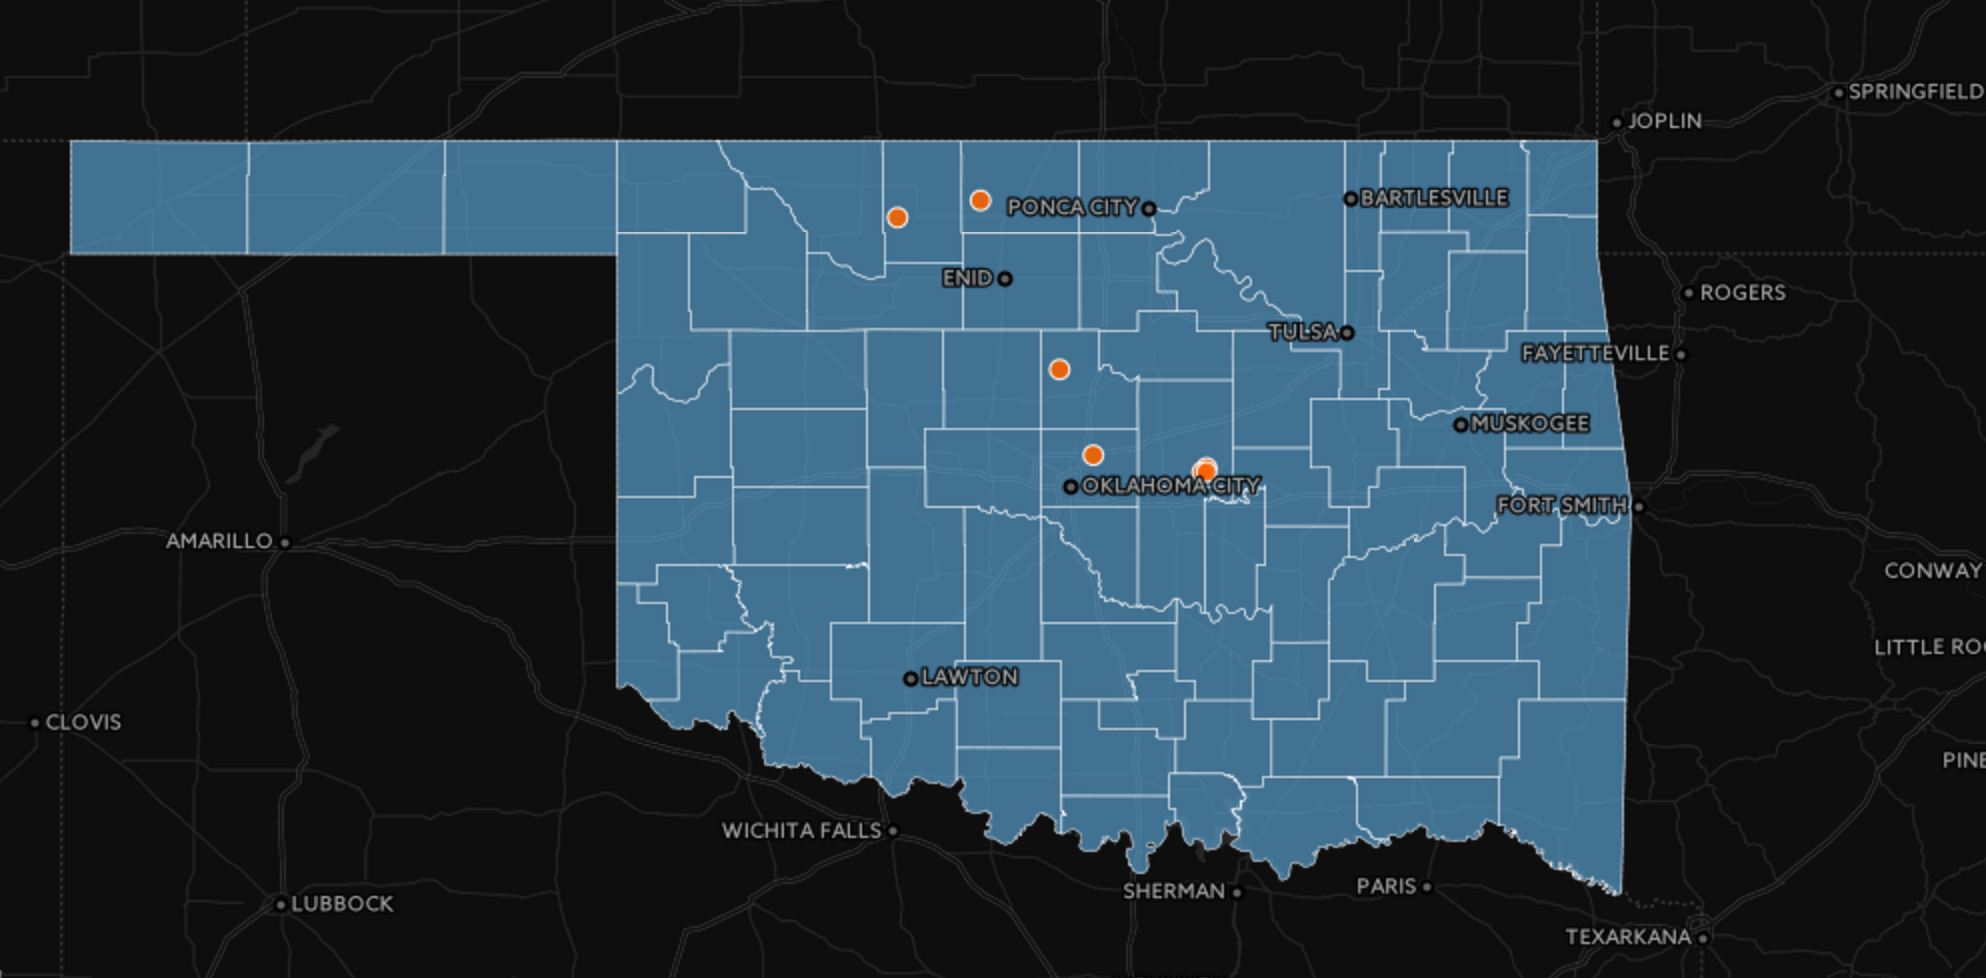 SPRINGFIELD
JOPLIN
BARTLESVILLE
PONCA CITY
ENID
ROGERS
TULSA
FAYETTEVILLE
MUSKOGEE
OKLAHOMA CITY
FORT SMITH
AMARILLO
CONWAY
LITTLE RO
LAWTON
CLOVIS
PINE
WICHITA FALLS
SHERMAN
PARIS
LUBBOCK
TEXARKANA